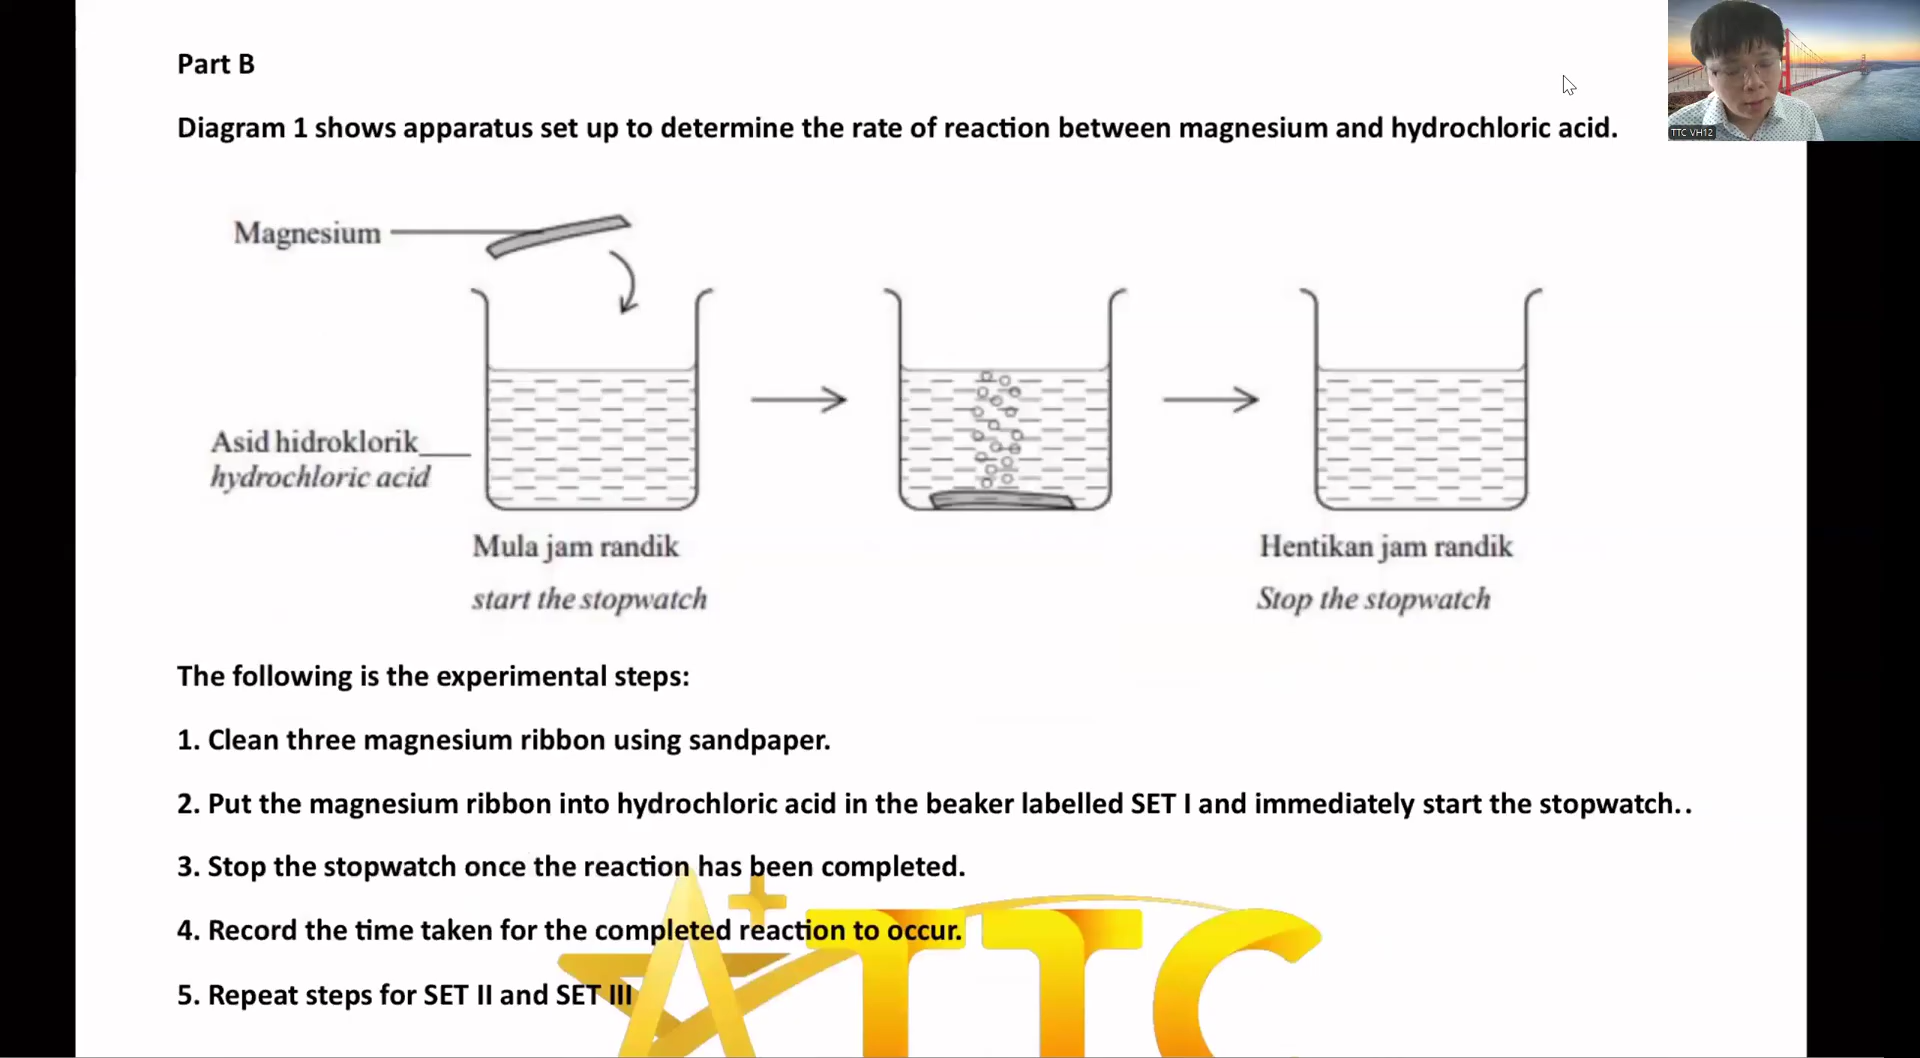 Part B
Diagram 1 shows apparatus set up to determine the rate of reaction between magnesium and hydrochloric acid.
TTC VH12
Magnesium
Asid hidroklorik
hydrochloric acid
Mula jam randik
start the stopwatch
Hentikan jam randik
Stop the stopwatch
The following is the experimental steps:
1. Clean three magnesium ribbon using sandpaper.
2. Put the magnesium ribbon into hydrochloric acid in the beaker labelled SET I and immediately start the stopwatch..
3. Stop the stopwatch once the reaction has been completed.
4. Record the time taken for the completed reaction to occur.
5. Repeat steps for SET II and SET III
A+ TTC